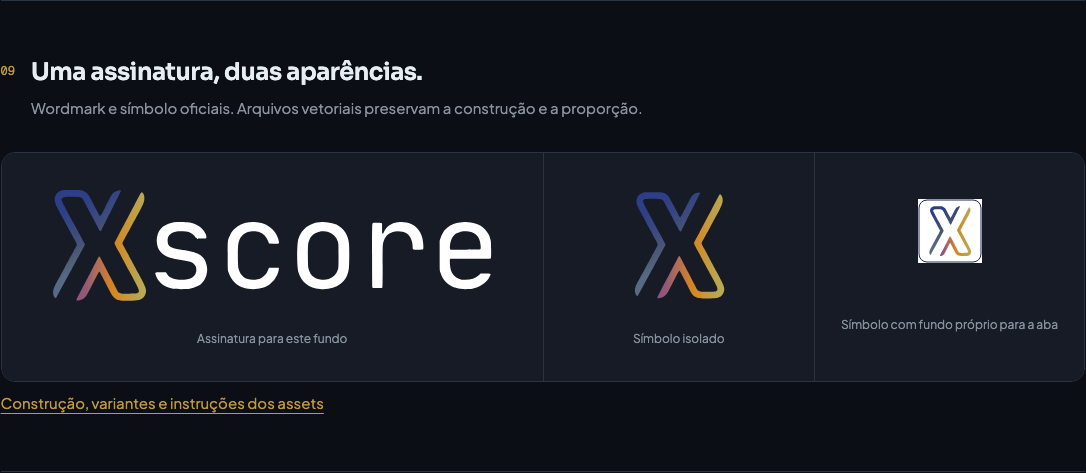 09
Uma assinatura, duas aparências.
Wordmark e símbolo oficiais. Arquivos vetoriais preservam a construção e a proporção.
Xscore
X
X
Assinatura para este fundo
Símbolo isolado
Símbolo com fundo próprio para a aba
Construção, variantes e instruções dos assets